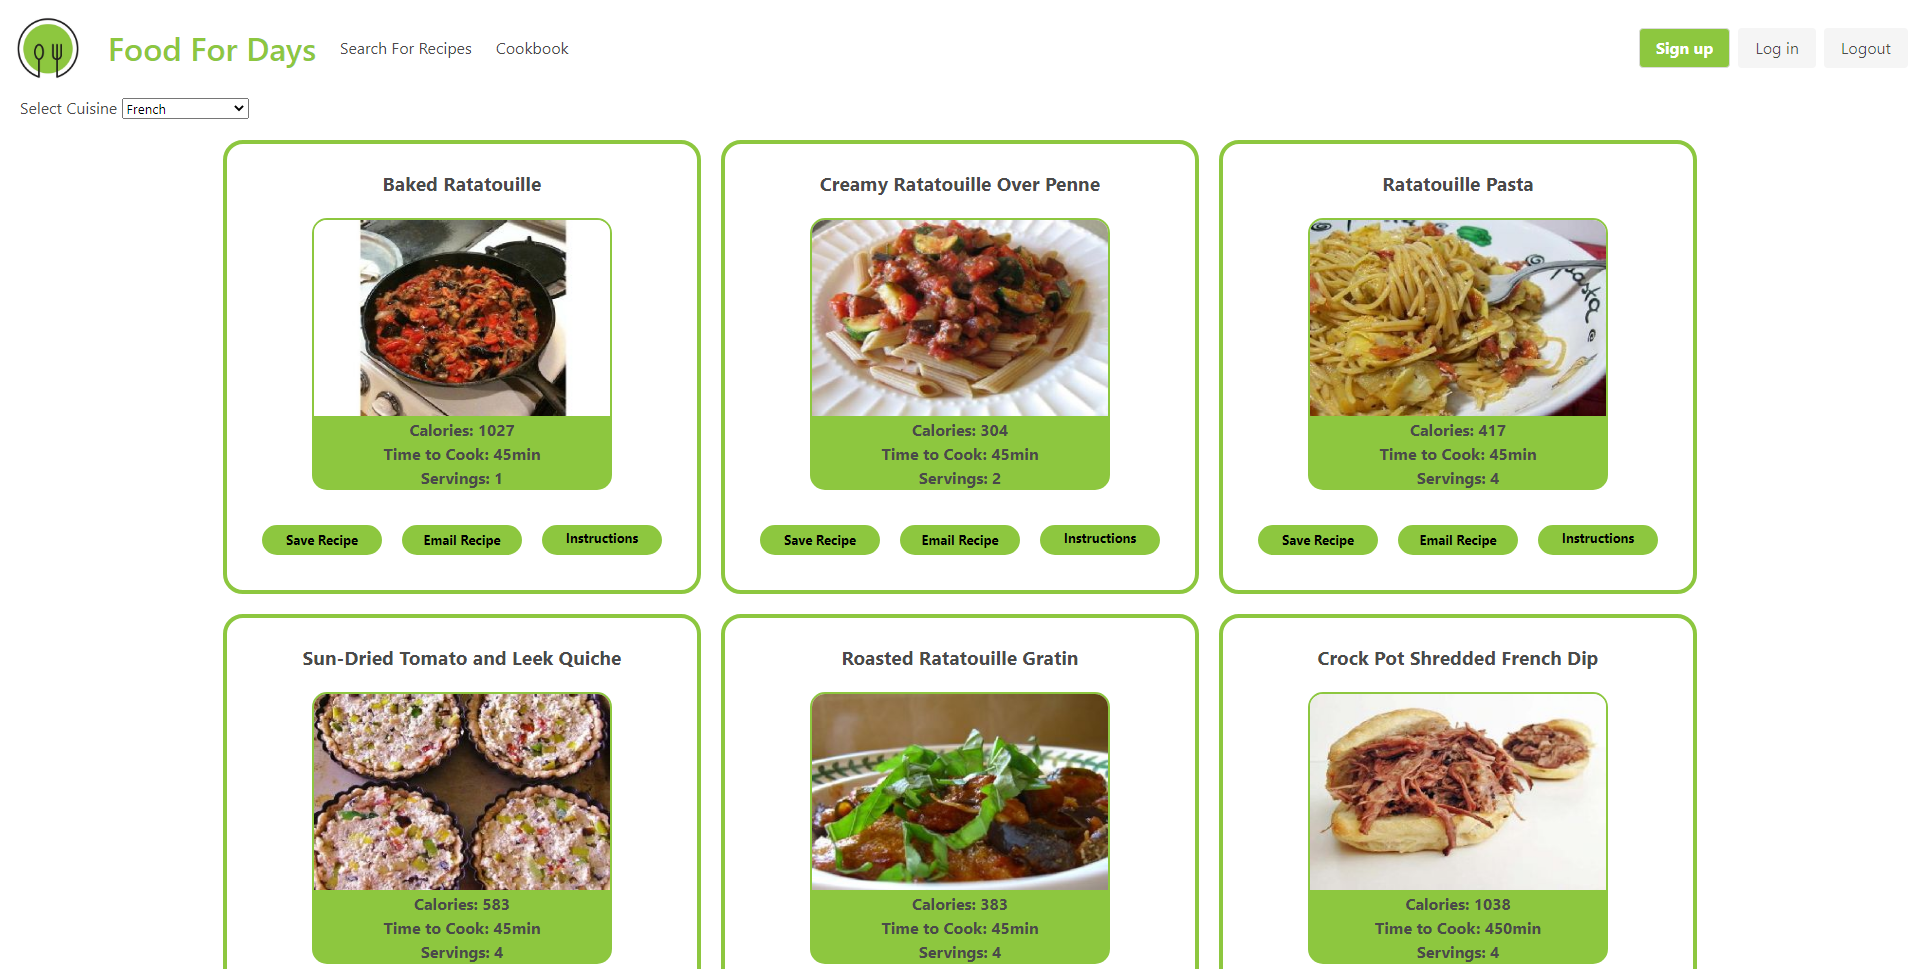 Food For Days
Search For Recipes
Cookbook
Sign up
Log in
Logout
Select Cuisine French
Baked Ratatouille
Calories: 1027
Time to Cook: 45min
Servings: 1
Save Recipe
Email Recipe
Instructions
Creamy Ratatouille Over Penne
Calories: 304
Time to Cook: 45min
Servings: 2
Save Recipe
Email Recipe
Instructions
Ratatouille Pasta
pasta
Calories: 417
Time to Cook: 45min
Servings: 4
Save Recipe
Email Recipe
Instructions
Sun-Dried Tomato and Leek Quiche
Calories: 583
Time to Cook: 45min
Servings: 4
Roasted Ratatouille Gratin
Calories: 383
Time to Cook: 45min
Servings: 4
Crock Pot Shredded French Dip
Calories: 1038
Time to Cook: 450min
Servings: 4